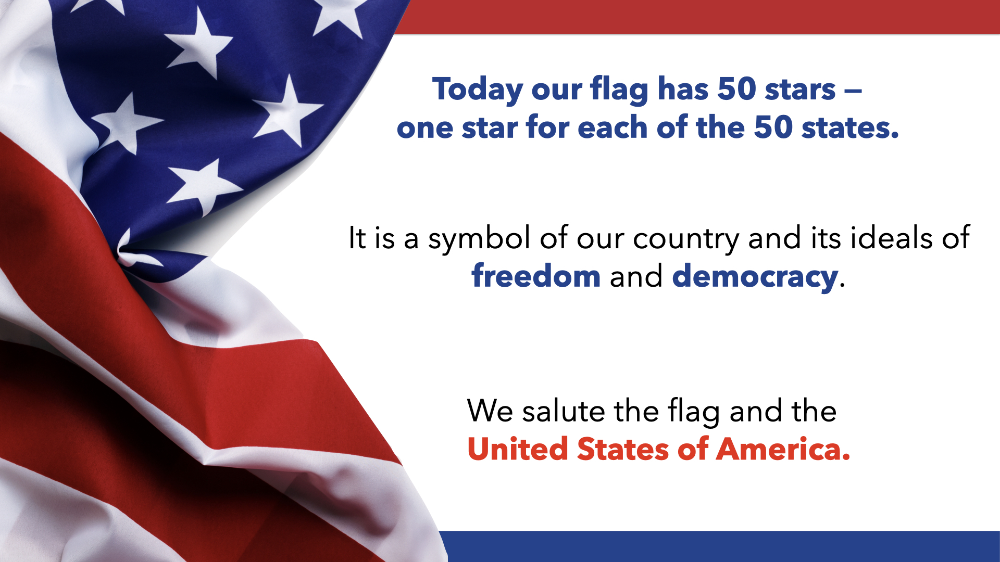 Today our flag has 50 stars –
one star for each of the 50 states.
It is a symbol of our country and its ideals of
freedom and democracy.
We salute the flag and the
United States of America.